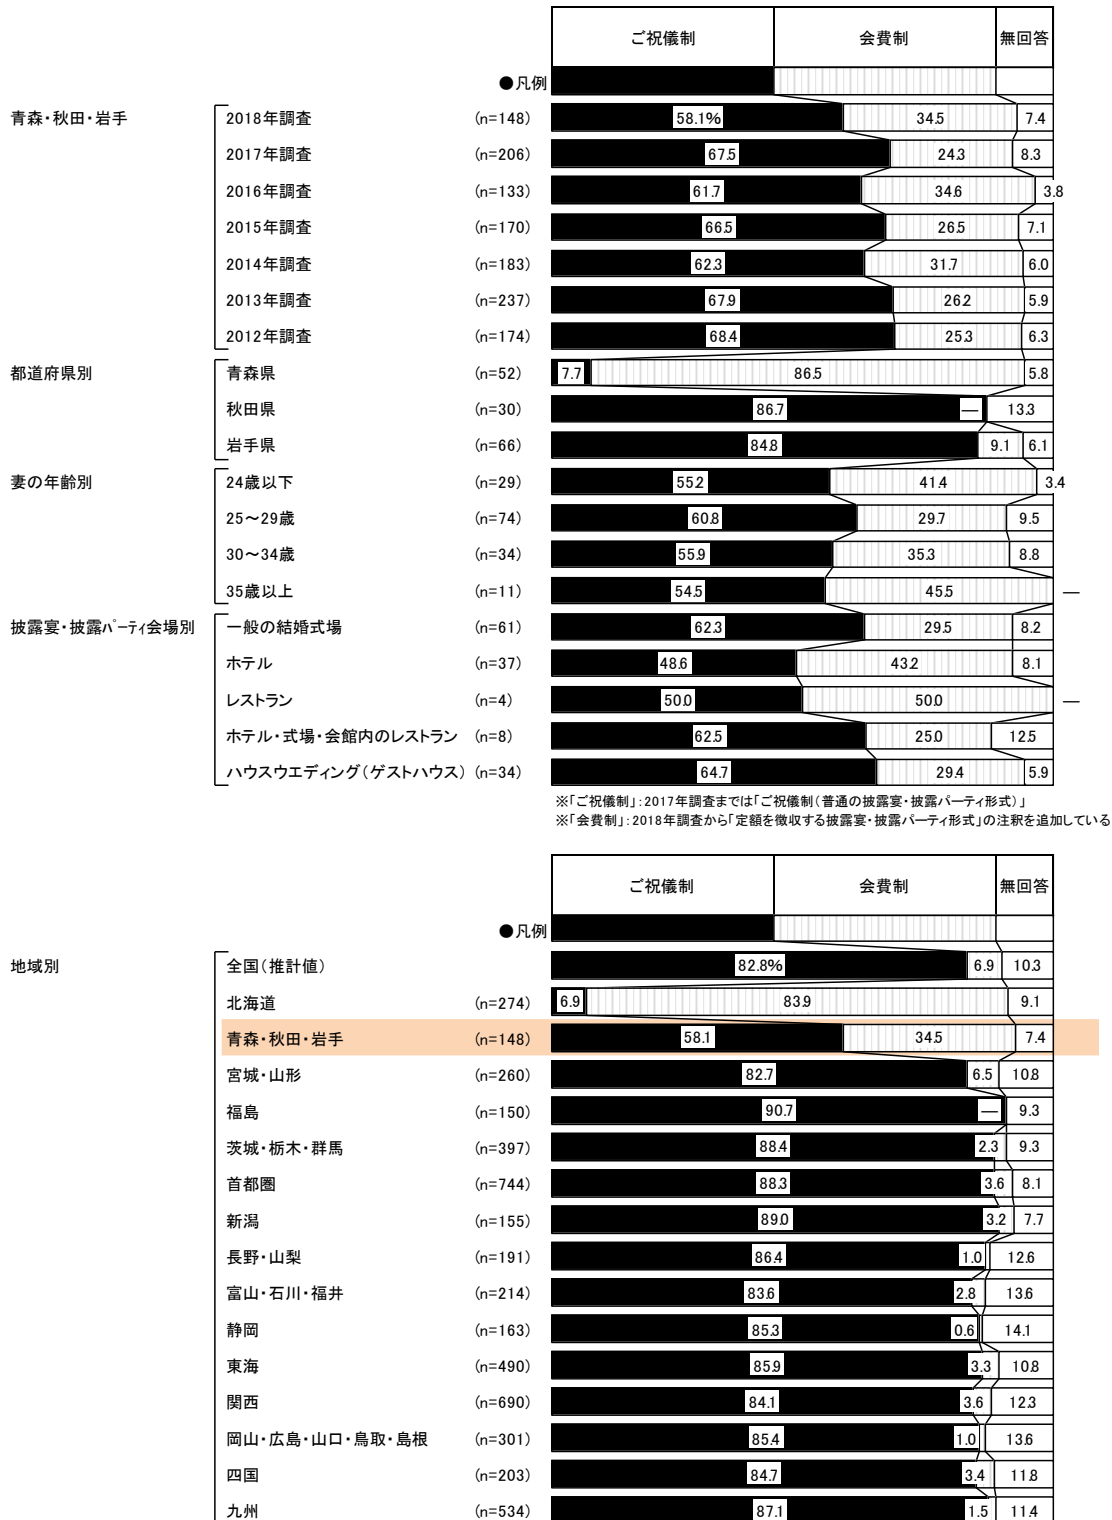 ご祝儀制 会費制 無回答
●凡例
青森・秋田・岩手 2018年調査 (n=148) 58.1% 34.5 7.4
2017年調査 (n=206) 67.5 24.3 8.3
2016年調査 (n=133) 61.7 34.6 3.8
2015年調査 (n=170) 66.5 26.5 7.1
2014年調査 (n=183) 62.3 31.7 6.0
2013年調査 (n=237) 67.9 26.2 5.9
2012年調査 (n=174) 68.4 25.3 6.3
都道府県別 青森県 (n=52) 7.7 86.5 5.8
秋田県 (n=30) 86.7 — 13.3
岩手県 (n=66) 84.8 9.1 6.1
妻の年齢別 24歳以下 (n=29) 55.2 41.4 3.4
25～29歳 (n=74) 60.8 29.7 9.5
30～34歳 (n=34) 55.9 35.3 8.8
35歳以上 (n=11) 54.5 45.5 —
披露宴・披露パーティ会場別 一般の結婚式場 (n=61) 62.3 29.5 8.2
ホテル (n=37) 48.6 43.2 8.1
レストラン (n=4) 50.0 50.0 —
ホテル・式場・会館内のレストラン (n=8) 62.5 25.0 12.5
ハウスウエディング(ゲストハウス) (n=34) 64.7 29.4 5.9
※「ご祝儀制」:2017年調査までは「ご祝儀制(普通の披露宴・披露パーティ形式)」
※「会費制」:2018年調査から「定額を徴収する披露宴・披露パーティ形式」の注釈を追加している
ご祝儀制 会費制 無回答
●凡例
地域別 全国(推計値) 82.8% 6.9 10.3
北海道 (n=274) 6.9 83.9 9.1
青森・秋田・岩手 (n=148) 58.1 34.5 7.4
宮城・山形 (n=260) 82.7 6.5 10.8
福島 (n=150) 90.7 — 9.3
茨城・栃木・群馬 (n=397) 88.4 2.3 9.3
首都圏 (n=744) 88.3 3.6 8.1
新潟 (n=155) 89.0 3.2 7.7
長野・山梨 (n=191) 86.4 1.0 12.6
富山・石川・福井 (n=214) 83.6 2.8 13.6
静岡 (n=163) 85.3 0.6 14.1
東海 (n=490) 85.9 3.3 10.8
関西 (n=690) 84.1 3.6 12.3
岡山・広島・山口・鳥取・島根 (n=301) 85.4 1.0 13.6
四国 (n=203) 84.7 3.4 11.8
九州 (n=534) 87.1 1.5 11.4